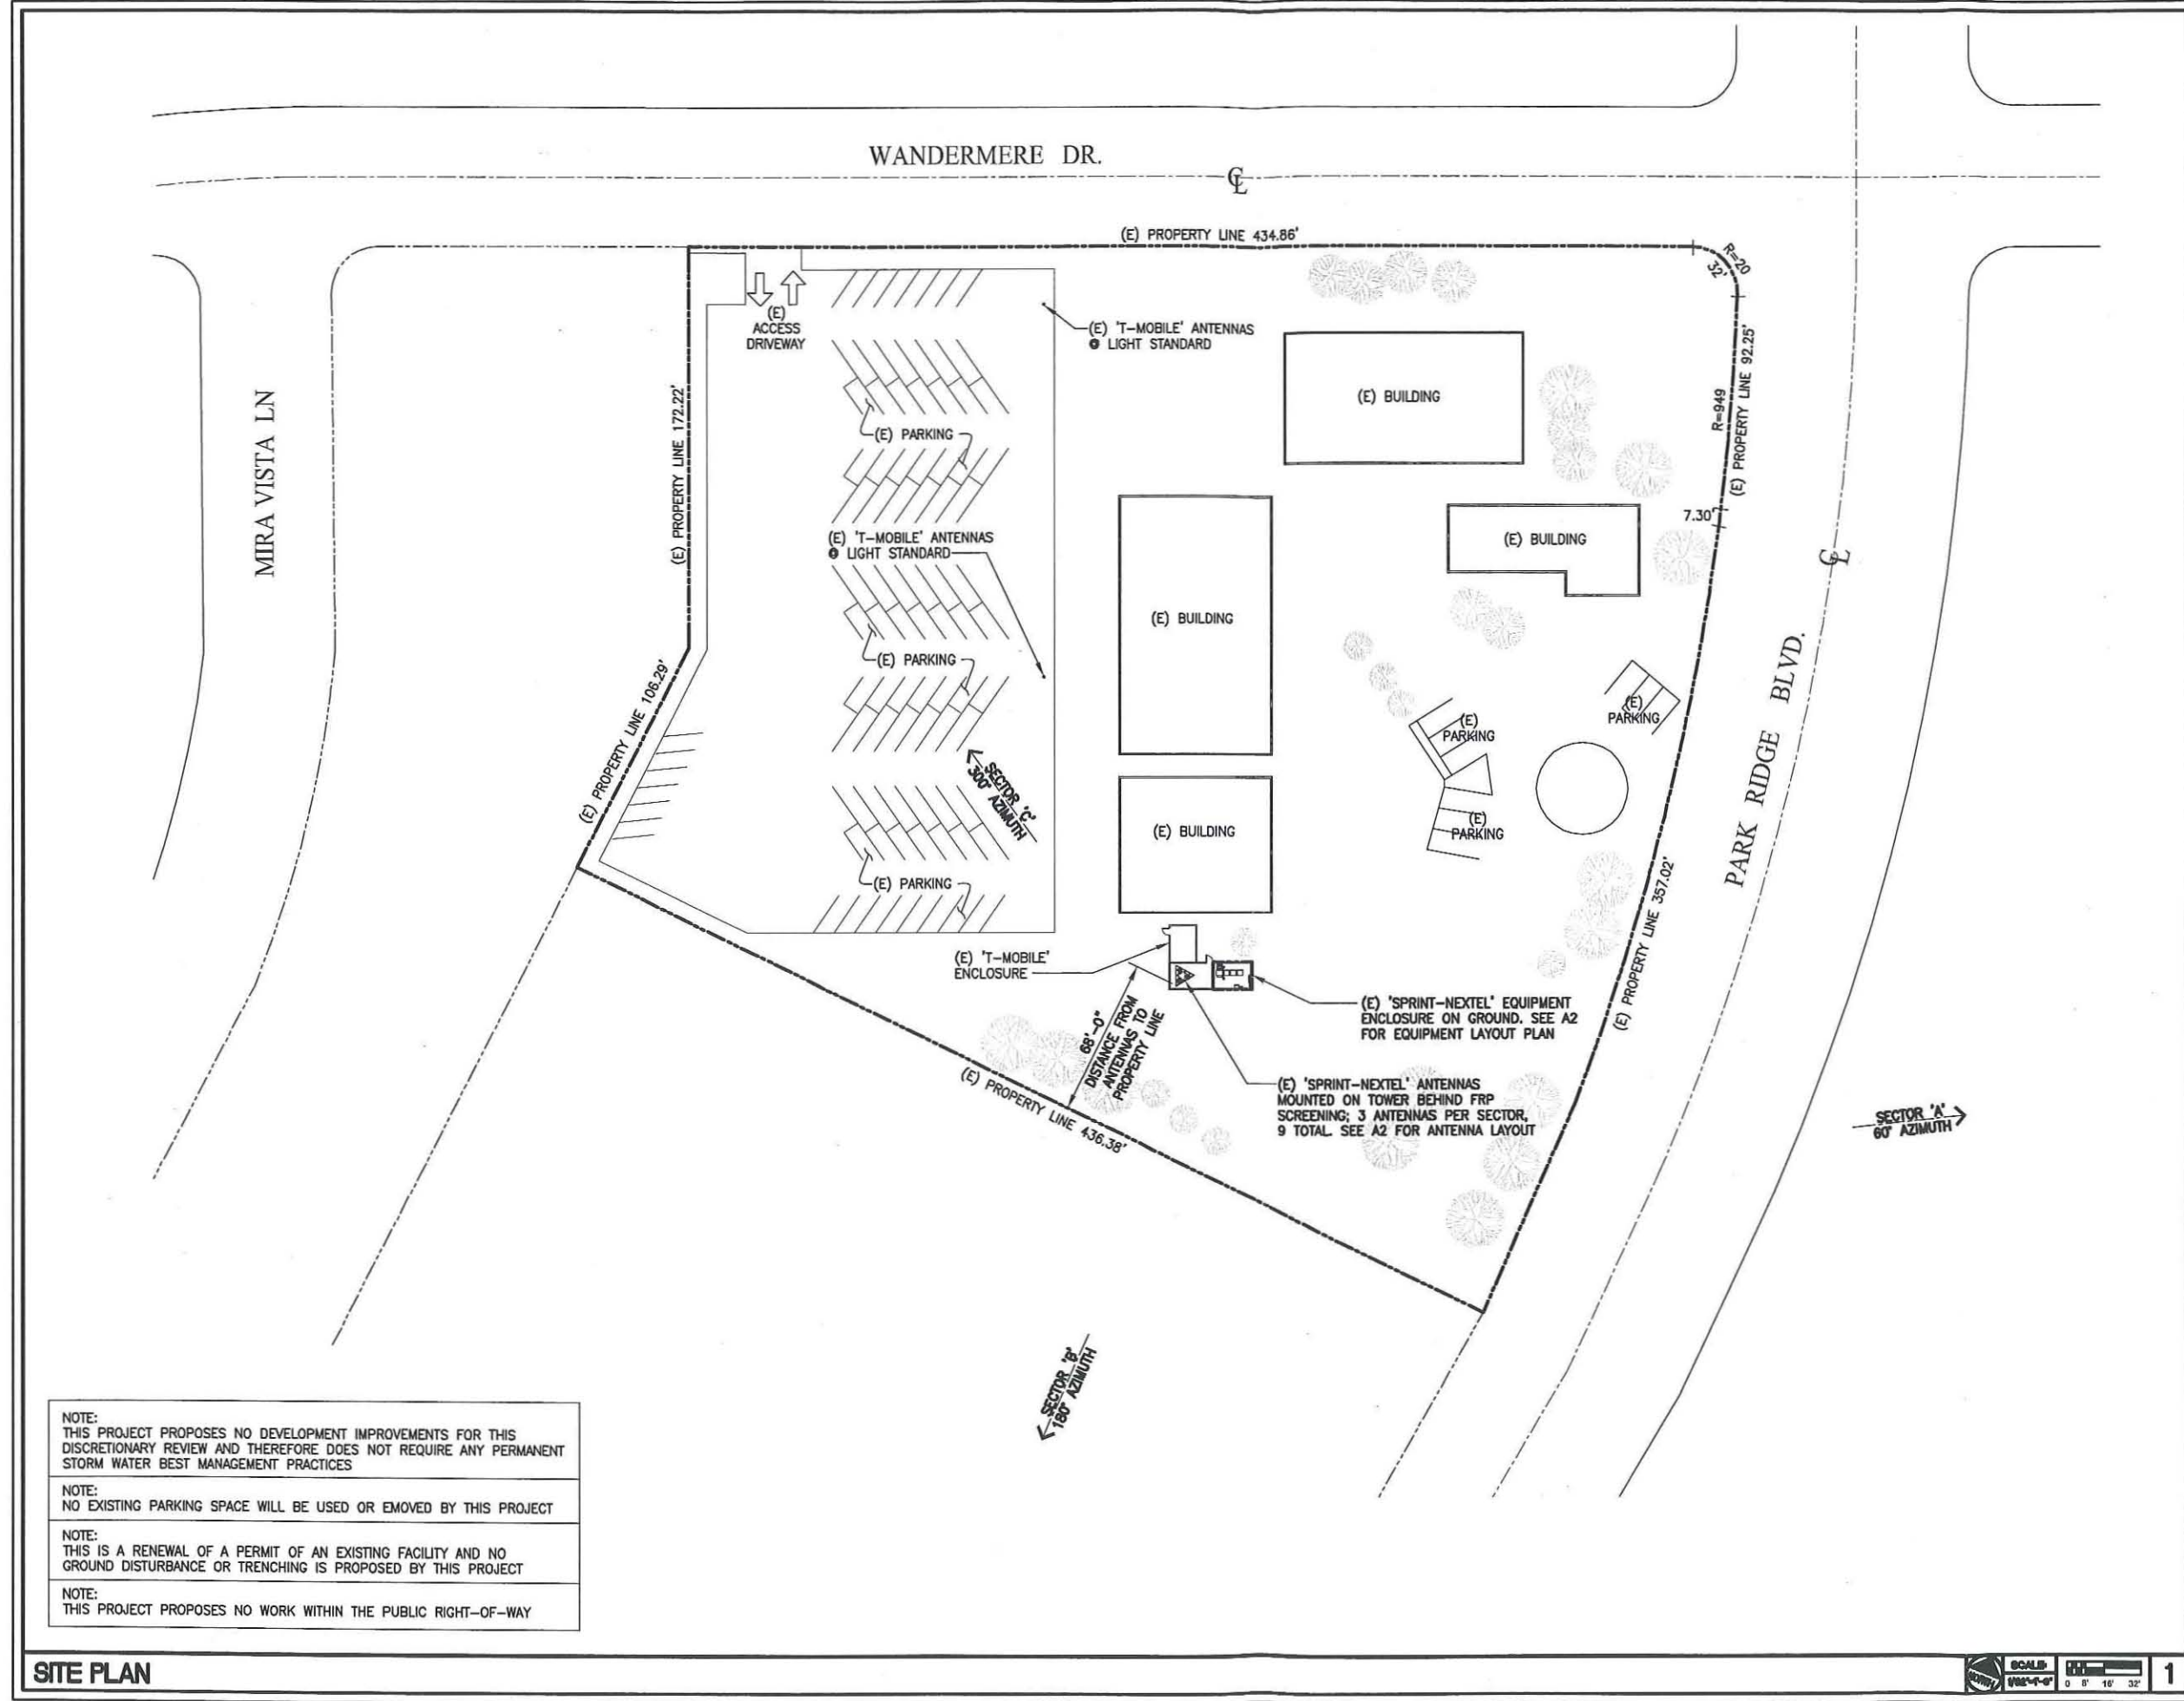 WANDERMERE DR.
CL
(E) PROPERTY LINE 434.86'
R=20
32'
(E)
ACCESS
DRIVEWAY
(E) 'T-MOBILE' ANTENNAS
@ LIGHT STANDARD
(E) BUILDING
R=949
(E) PROPERTY LINE 92.25'
MIRA VISTA LN
(E) PROPERTY LINE 172.22'
(E) PARKING
7.30'
(E) 'T-MOBILE' ANTENNAS
@ LIGHT STANDARD
(E) BUILDING
CL
(E) BUILDING
(E) PARKING
(E) PROPERTY LINE 106.29'
(E)
PARKING
(E)
PARKING
PARK RIDGE BLVD.
SECTOR 'C'
300° AZIMUTH
(E) BUILDING
(E)
PARKING
(E) PARKING
(E) PROPERTY LINE 357.02'
(E) 'T-MOBILE'
ENCLOSURE
(E) 'SPRINT-NEXTEL' EQUIPMENT
ENCLOSURE ON GROUND. SEE A2
FOR EQUIPMENT LAYOUT PLAN
68'-0"
DISTANCE FROM
ANTENNAS TO
PROPERTY LINE
(E) PROPERTY LINE 436.38'
(E) 'SPRINT-NEXTEL' ANTENNAS
MOUNTED ON TOWER BEHIND FRP
SCREENING; 3 ANTENNAS PER SECTOR,
9 TOTAL. SEE A2 FOR ANTENNA LAYOUT
SECTOR 'A'
60° AZIMUTH
SECTOR 'B'
180° AZIMUTH
NOTE:
THIS PROJECT PROPOSES NO DEVELOPMENT IMPROVEMENTS FOR THIS
DISCRETIONARY REVIEW AND THEREFORE DOES NOT REQUIRE ANY PERMANENT
STORM WATER BEST MANAGEMENT PRACTICES
NOTE:
NO EXISTING PARKING SPACE WILL BE USED OR EMOVED BY THIS PROJECT
NOTE:
THIS IS A RENEWAL OF A PERMIT OF AN EXISTING FACILITY AND NO
GROUND DISTURBANCE OR TRENCHING IS PROPOSED BY THIS PROJECT
NOTE:
THIS PROJECT PROPOSES NO WORK WITHIN THE PUBLIC RIGHT-OF-WAY
SITE PLAN
NORTH
SCALE:
0 8' 16' 32'
1